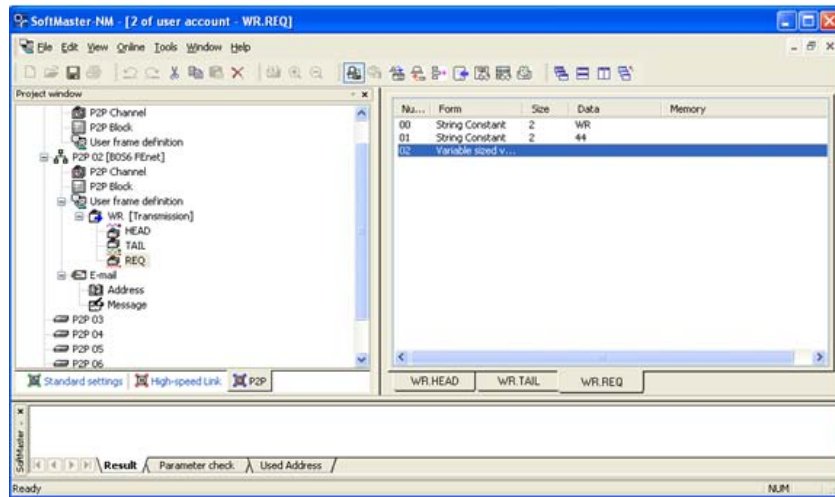 SoftMaster-NM - [2 of user account - WR.REQ]
File Edit View Online Tools Window Help
Project window
P2P Channel
P2P Block
User frame definition
P2P 02 [B0S6 FEnet]
P2P Channel
P2P Block
User frame definition
WR [Transmission]
HEAD
TAIL
REQ
E-mail
Address
Message
P2P 03
P2P 04
P2P 05
P2P 06
Standard settings High-speed Link P2P
Nu... Form Size Data Memory
00 String Constant 2 WR
01 String Constant 2 44
02 Variable sized v...
WR.HEAD WR.TAIL WR.REQ
SoftMaster -
Result Parameter check Used Address
Ready NUM